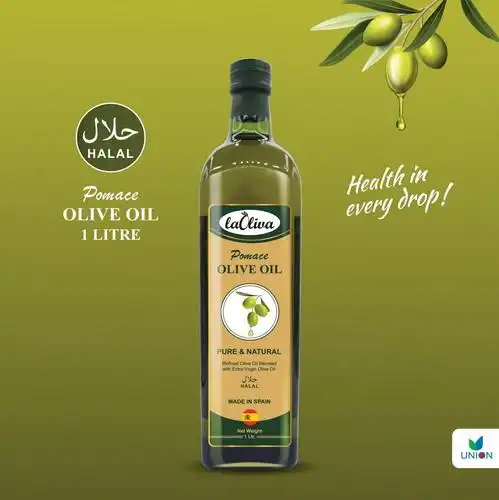 حلال
HALAL
Pomace
OLIVE OIL
1 LITRE
Health in
every drop!
laOliva
Pomace
OLIVE OIL
PURE & NATURAL
Refined Olive Oil Blended
with Extra Virgin Olive Oil
حلال
HALAL
MADE IN SPAIN
Net Weight
1 Ltr.
UNION